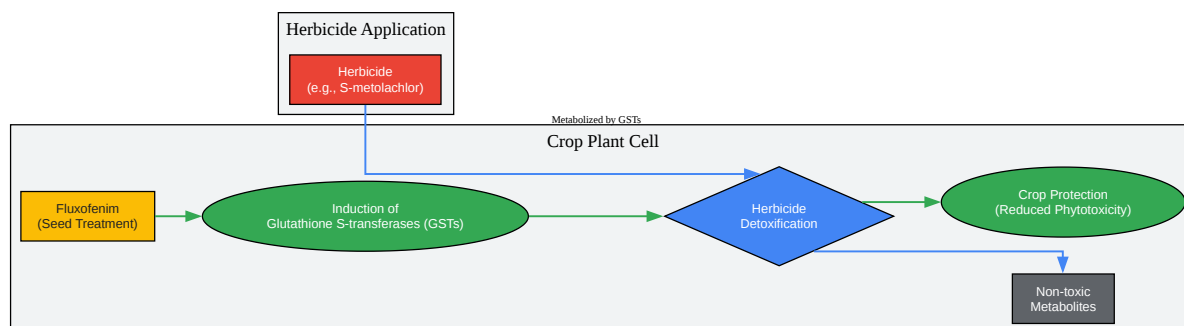 Herbicide Application
Herbicide
(e.g., S-metolachlor)
Metabolized by GSTs
Crop Plant Cell
Fluxofenim
(Seed Treatment)
Induction of
Glutathione S-transferases (GSTs)
Herbicide
Detoxification
Crop Protection
(Reduced Phytotoxicity)
Non-toxic
Metabolites